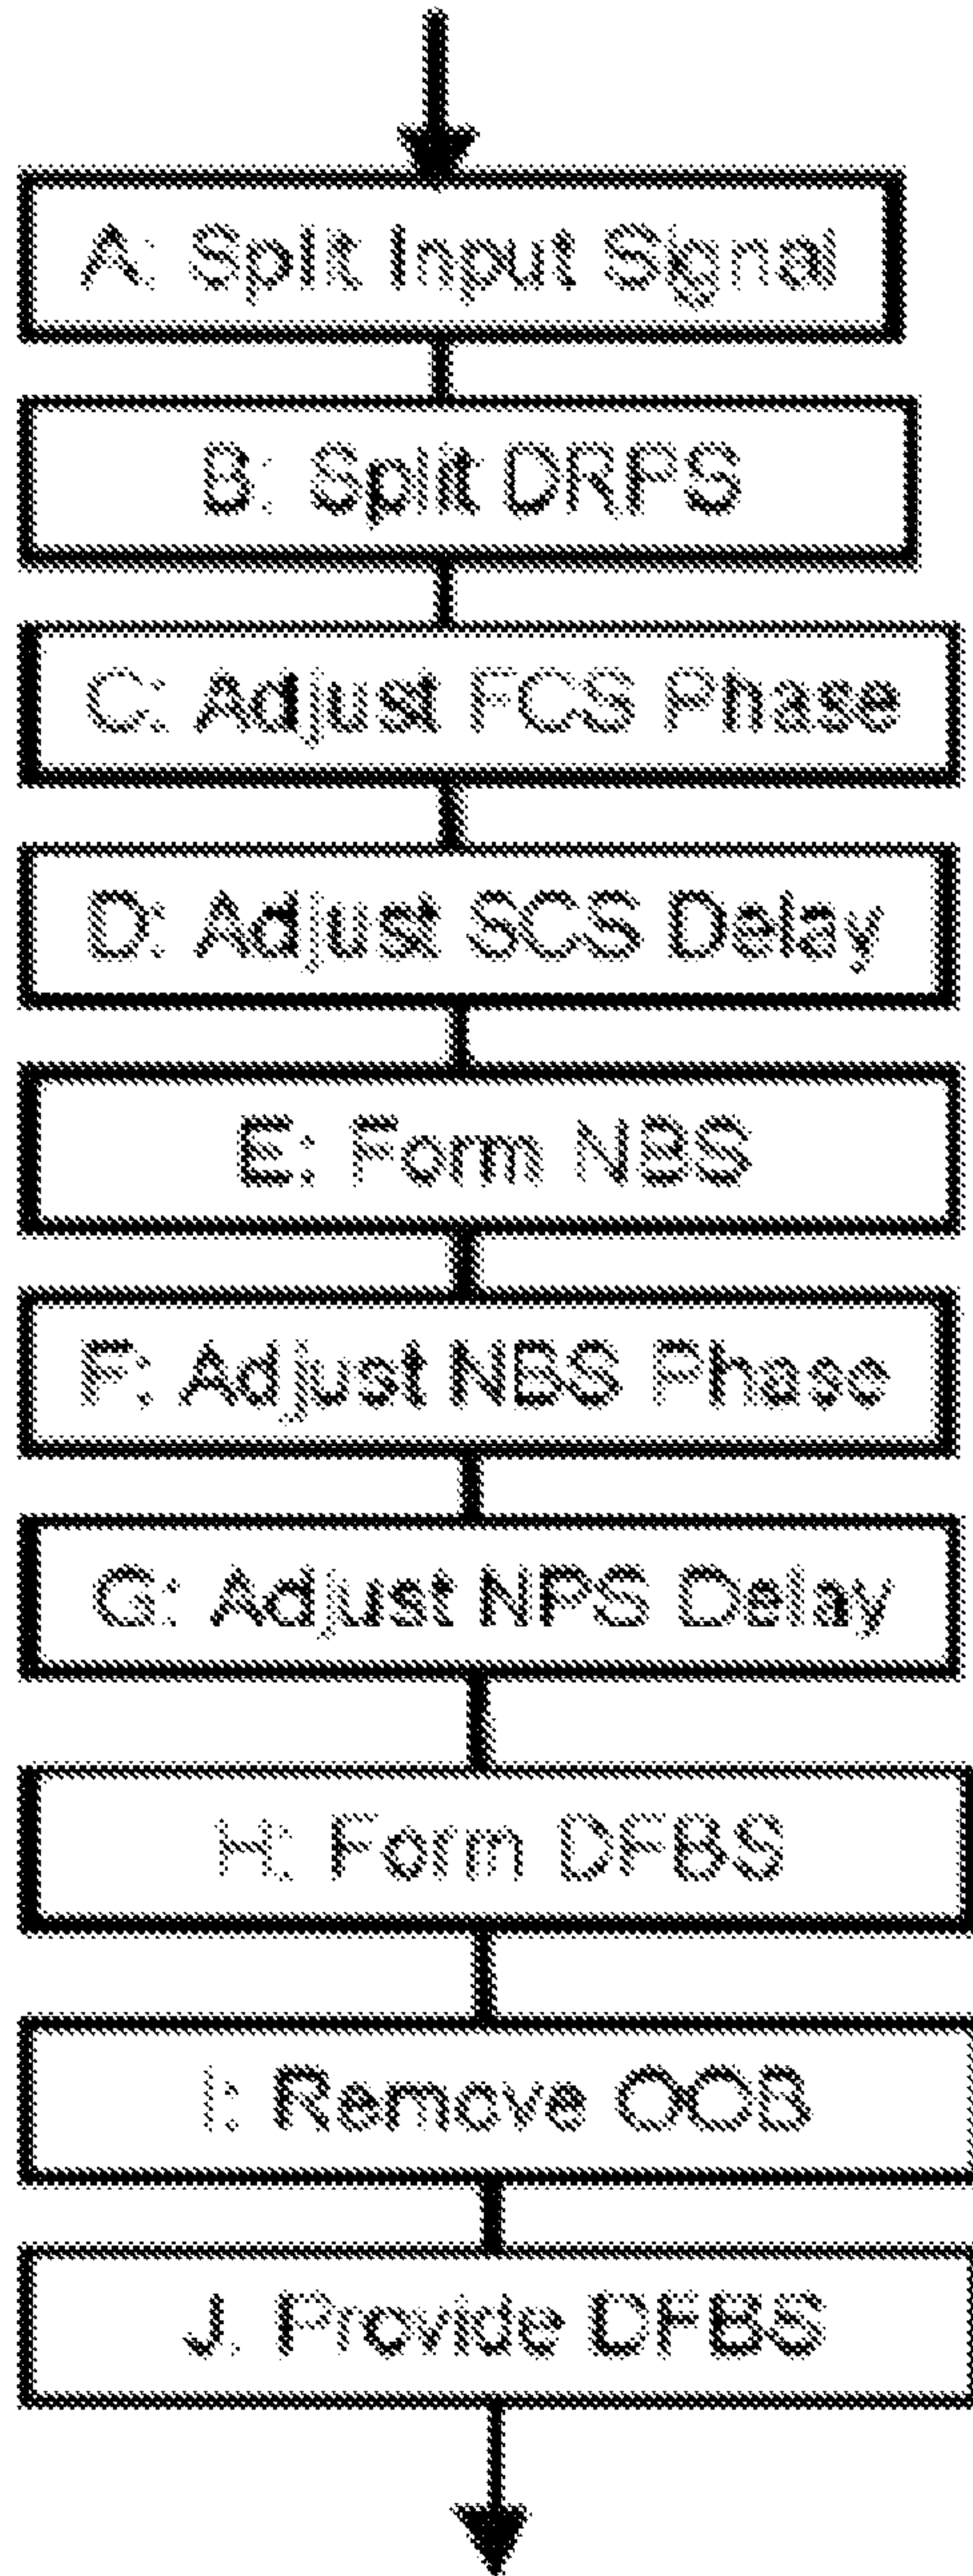 A: Split Input Signal
B: Split DRFS
C: Adjust FCS Phase
D: Adjust SCS Delay
E: Form NBS
F: Adjust NBS Phase
G: Adjust NPS Delay
H: Form DFBS
I: Remove OOB
J. Provide DFBS